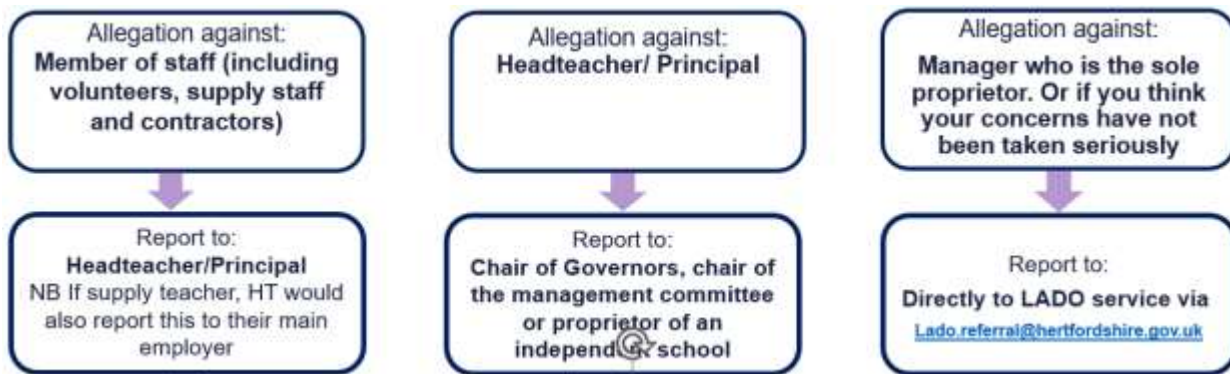 Allegation against:
Member of staff (including
volunteers, supply staff
and contractors)
Report to:
Headteacher/Principal
NB If supply teacher, HT would
also report this to their main
employer
Allegation against:
Headteacher/ Principal
Report to:
Chair of Governors, chair of
the management committee
or proprietor of an
school
Allegation against:
Manager who is the sole
proprietor. Or if you think
your concerns have not
been taken seriously
Report to:
Directly to LADO service via
Lado.referral@hertfordshire.gov.uk